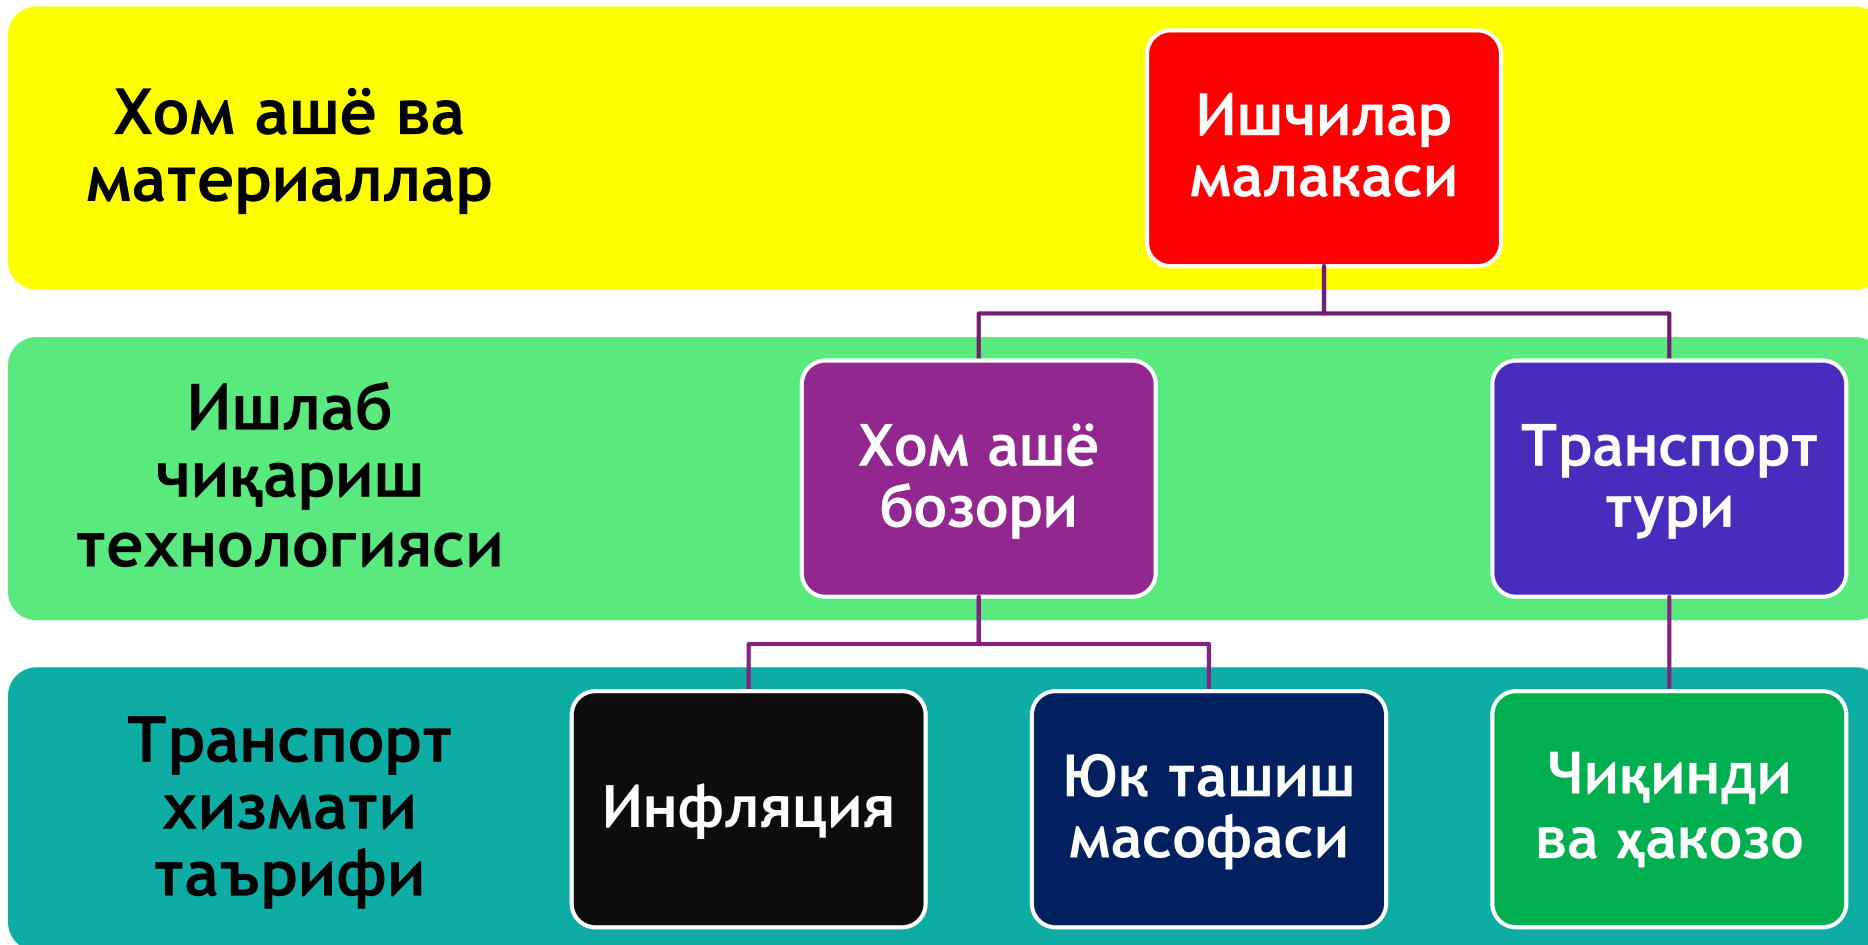 Хом ашё ва
материаллар
Ишчилар
малакаси
Ишлаб
чиқариш
технологияси
Хом ашё
бозори
Транспорт
тури
Транспорт
хизмати
таърифи
Инфляция
Юк ташиш
масофаси
Чиқинди
ва ҳакозо